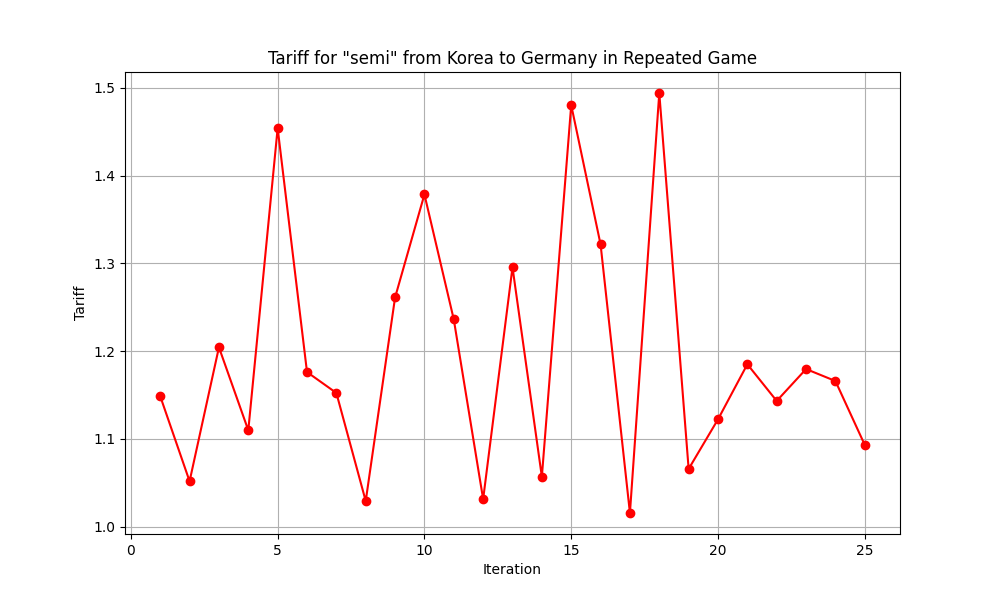 Tariff for "semi" from Korea to Germany in Repeated Game
1.5
1.4
1.3
1.2
1.1
1.0
Tariff
0 5 10 15 20 25
Iteration